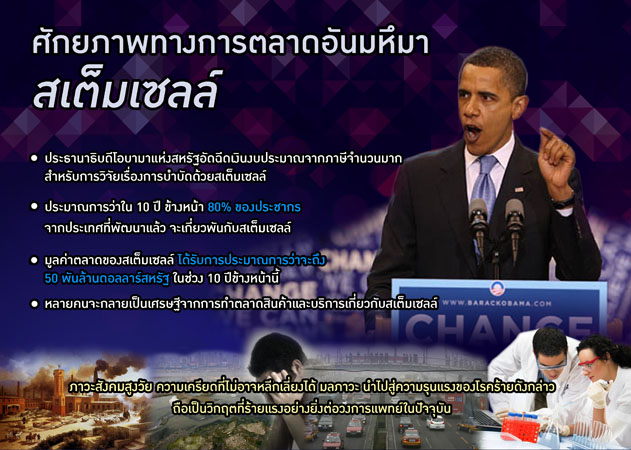 ศักยภาพทางการตลาดอันมหึมา
สเต็มเซลล์
• ประธานาธิบดีโอบามาแห่งสหรัฐอัดฉีดเงินงบประมาณจากภาษีจำนวนมาก
สำหรับการวิจัยเรื่องการบำบัดด้วยสเต็มเซลล์
• ประมาณการว่าใน 10 ปี ข้างหน้า 80% ของประชากร
จากประเทศที่พัฒนาแล้ว จะเกี่ยวพันกับสเต็มเซลล์
• มูลค่าตลาดของสเต็มเซลล์ ได้รับการประมาณการว่าจะถึง
50 พันล้านดอลลาร์สหรัฐ ในช่วง 10 ปีข้างหน้านี้
• หลายคนจะกลายเป็นเศรษฐีจากการทำตลาดสินค้าและบริการเกี่ยวกับสเต็มเซลล์
WWW.BARACKOBAMA.COM
CHANGE
ภาวะสังคมสูงวัย ความเครียดที่ไม่อาจหลีกเลี่ยงได้ มลภาวะ นำไปสู่ความรุนแรงของโรคร้ายดังกล่าว
ถือเป็นวิกฤตที่ร้ายแรงอย่างยิ่งต่อวงการแพทย์ในปัจจุบัน